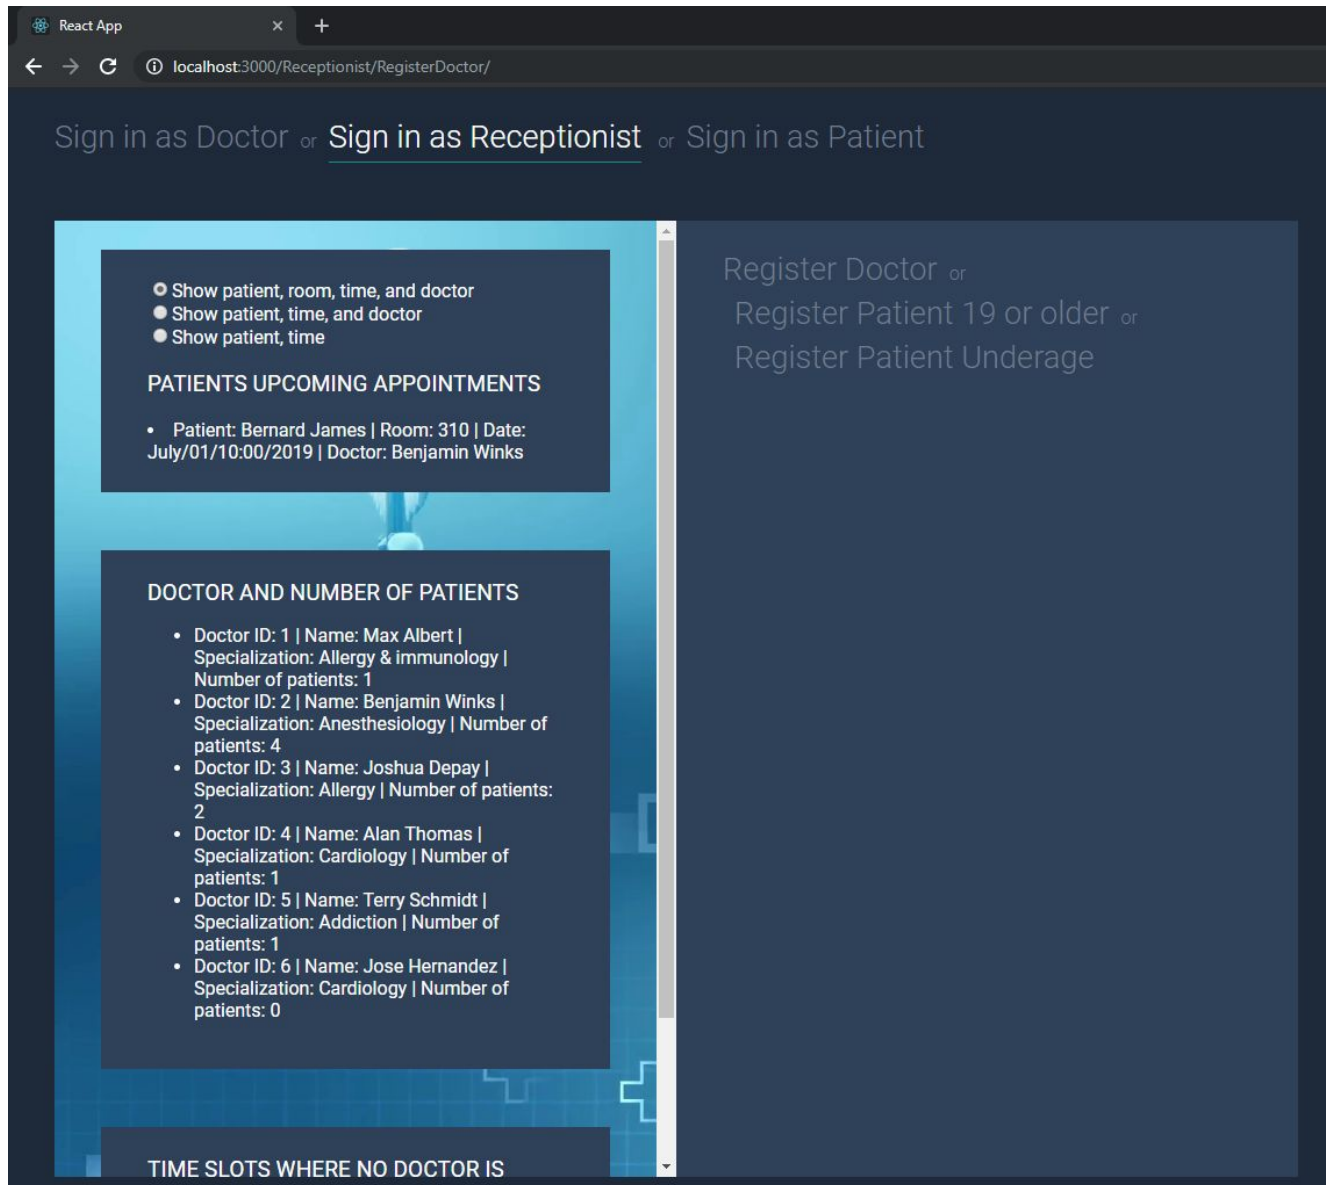 React App
localhost:3000/Receptionist/RegisterDoctor/
Sign in as Doctor or Sign in as Receptionist or Sign in as Patient
Show patient, room, time, and doctor
Show patient, time, and doctor
Show patient, time
PATIENTS UPCOMING APPOINTMENTS
• Patient: Bernard James | Room: 310 | Date:
July/01/10:00/2019 | Doctor: Benjamin Winks
DOCTOR AND NUMBER OF PATIENTS
• Doctor ID: 1 | Name: Max Albert |
Specialization: Allergy & immunology |
Number of patients: 1
• Doctor ID: 2 | Name: Benjamin Winks |
Specialization: Anesthesiology | Number of
patients: 4
• Doctor ID: 3 | Name: Joshua Depay |
Specialization: Allergy | Number of patients:
2
• Doctor ID: 4 | Name: Alan Thomas |
Specialization: Cardiology | Number of
patients: 1
• Doctor ID: 5 | Name: Terry Schmidt |
Specialization: Addiction | Number of
patients: 1
• Doctor ID: 6 | Name: Jose Hernandez |
Specialization: Cardiology | Number of
patients: 0
TIME SLOTS WHERE NO DOCTOR IS
Register Doctor or
Register Patient 19 or older or
Register Patient Underage